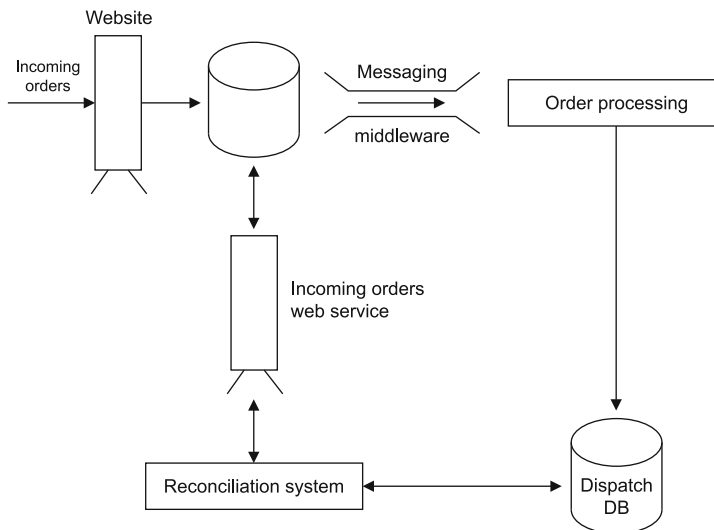 Website
Incoming
orders
Messaging
middleware
Order processing
Incoming orders
web service
Reconciliation system
Dispatch
DB